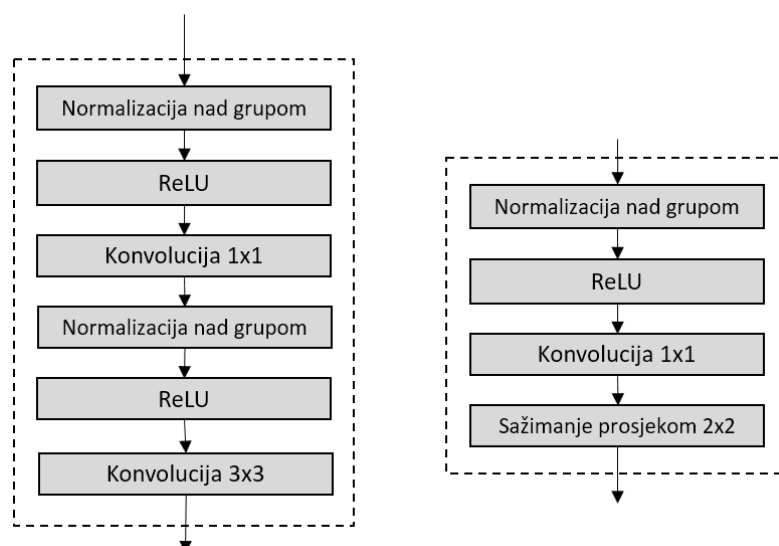 Normalizacija nad grupom
ReLU
Konvolucija 1x1
Normalizacija nad grupom
ReLU
Konvolucija 3x3
Normalizacija nad grupom
ReLU
Konvolucija 1x1
Sažimanje prosjekom 2x2